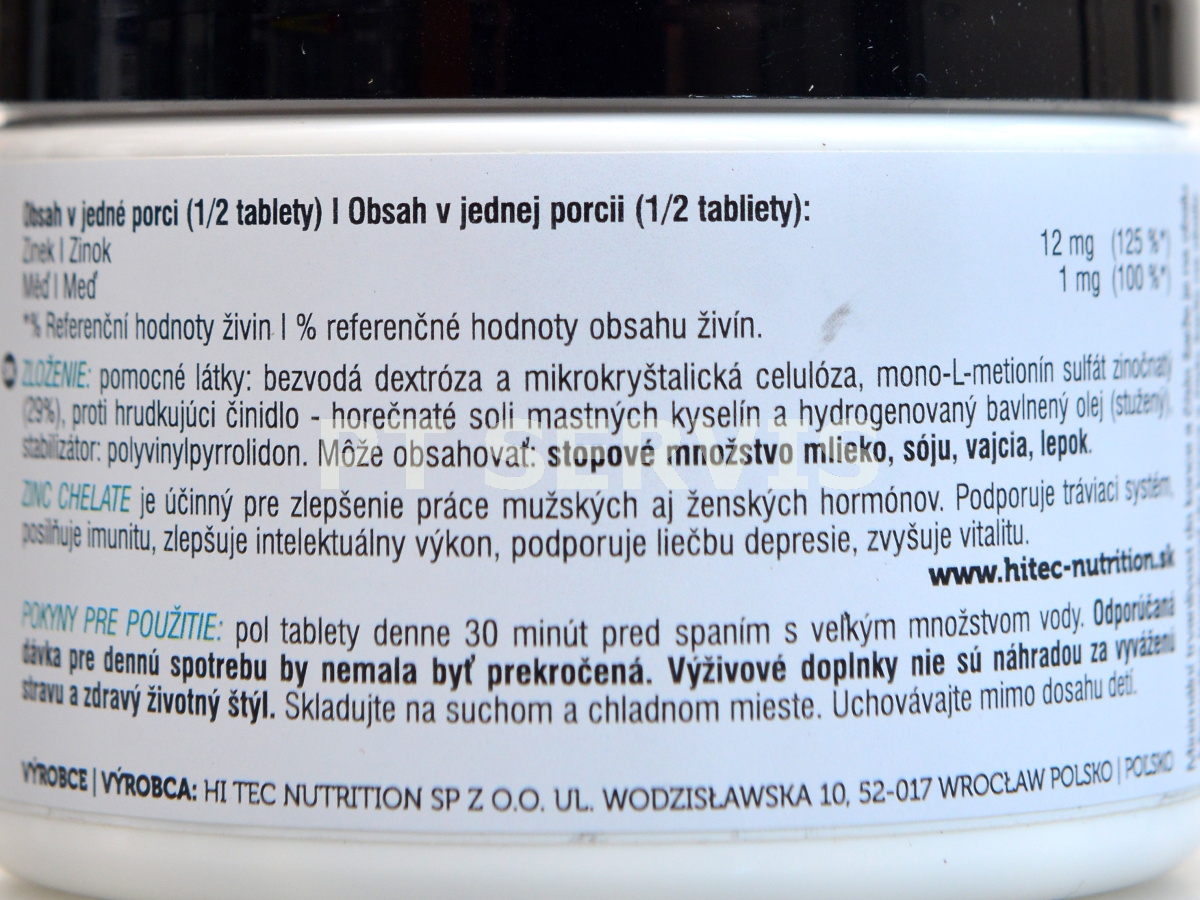 Obsah v jedné porci (1/2 tablety) | Obsah v jednej porcii (1/2 tabliety):
Zinek | Zinok 12 mg (125 %*)
Měď | Meď 1 mg (100 %*)
*% Referenční hodnoty živin | % referenčné hodnoty obsahu živín.
ZLOŽENIE: pomocné látky: bezvodá dextróza a mikrokryštalická celulóza, mono-L-metionín sulfát zinočnatý
(29%), proti hrudkujúci činidlo - horečnaté soli mastných kyselín a hydrogenovaný bavlnený olej (stužený),
stabilizátor: polyvinylpyrrolidon. Môže obsahovať: stopové množstvo mlieko, sóju, vajcia, lepok.
PT SERVIS
ZINC CHELATE je účinný pre zlepšenie práce mužských aj ženských hormónov. Podporuje tráviaci systém,
posilňuje imunitu, zlepšuje intelektuálny výkon, podporuje liečbu depresie, zvyšuje vitalitu.
www.hitec-nutrition.sk
POKYNY PRE POUŽITIE: pol tablety denne 30 minút pred spaním s veľkým množstvom vody. Odporúčaná
dávka pre dennú spotrebu by nemala byť prekročená. Výživové doplnky nie sú náhradou za vyváženú
stravu a zdravý životný štýl. Skladujte na suchom a chladnom mieste. Uchovávajte mimo dosahu detí.
VÝROBCE | VÝROBCA: HI TEC NUTRITION SP Z O.O. UL. WODZISŁAWSKA 10, 52-017 WROCŁAW POLSKO | POLSKO